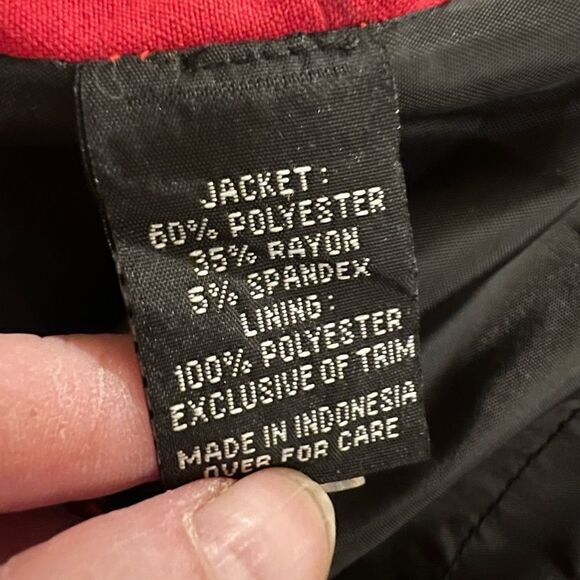 JACKET:
60% POLYESTER
35% RAYON
5% SPANDEX
LINING:
100% POLYESTER
EXCLUSIVE OF TRIM
MADE IN INDONESIA
OVER FOR CARE